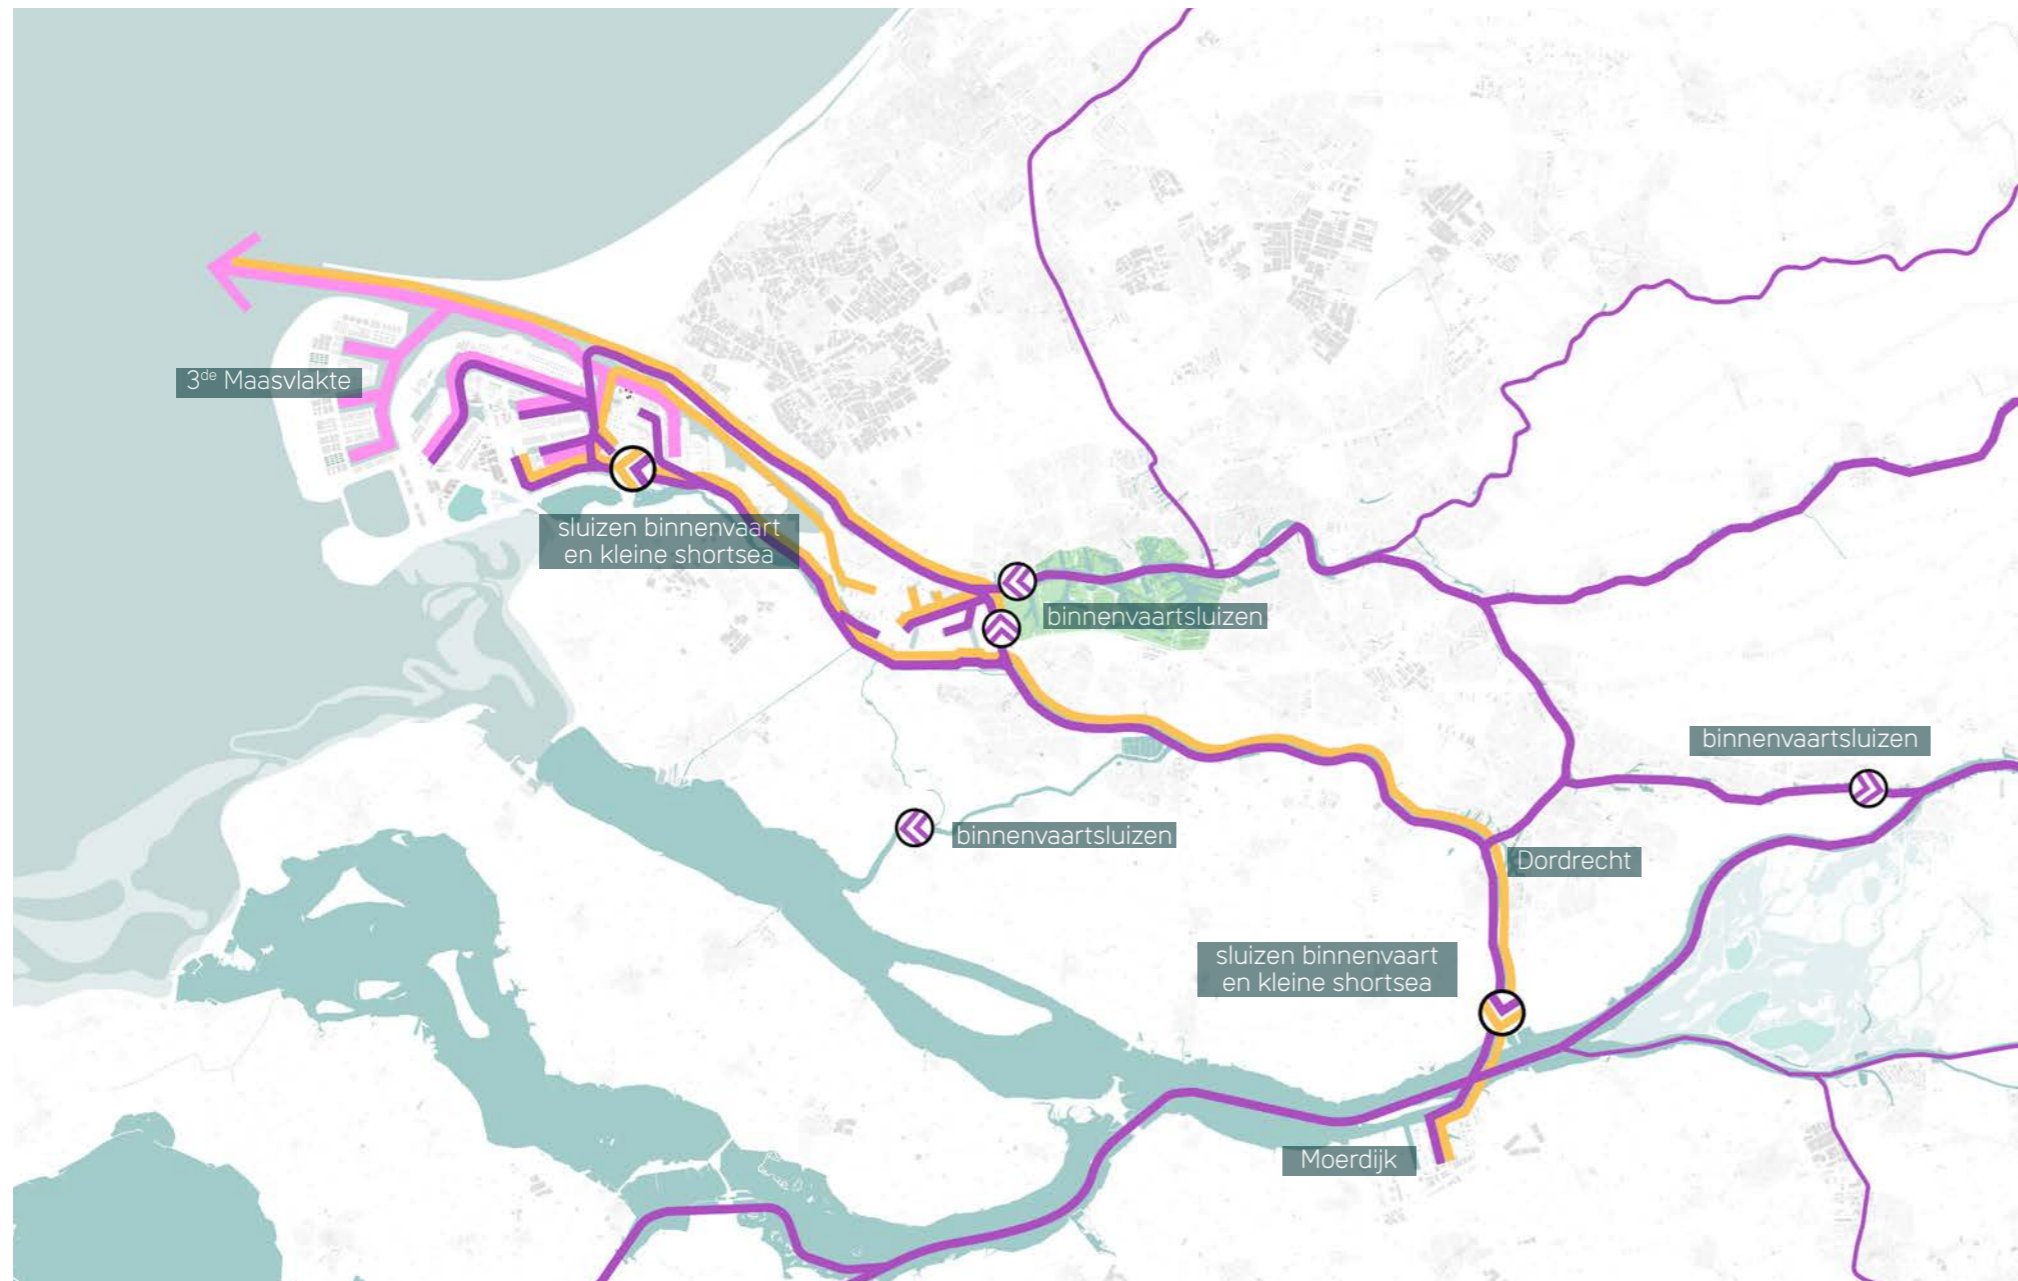 3de Maasvlakte
sluizen binnenvaart
en kleine shortsea
binnenvaartsluizen
binnenvaartsluizen
binnenvaartsluizen
Dordrecht
sluizen binnenvaart
en kleine shortsea
Moerdijk